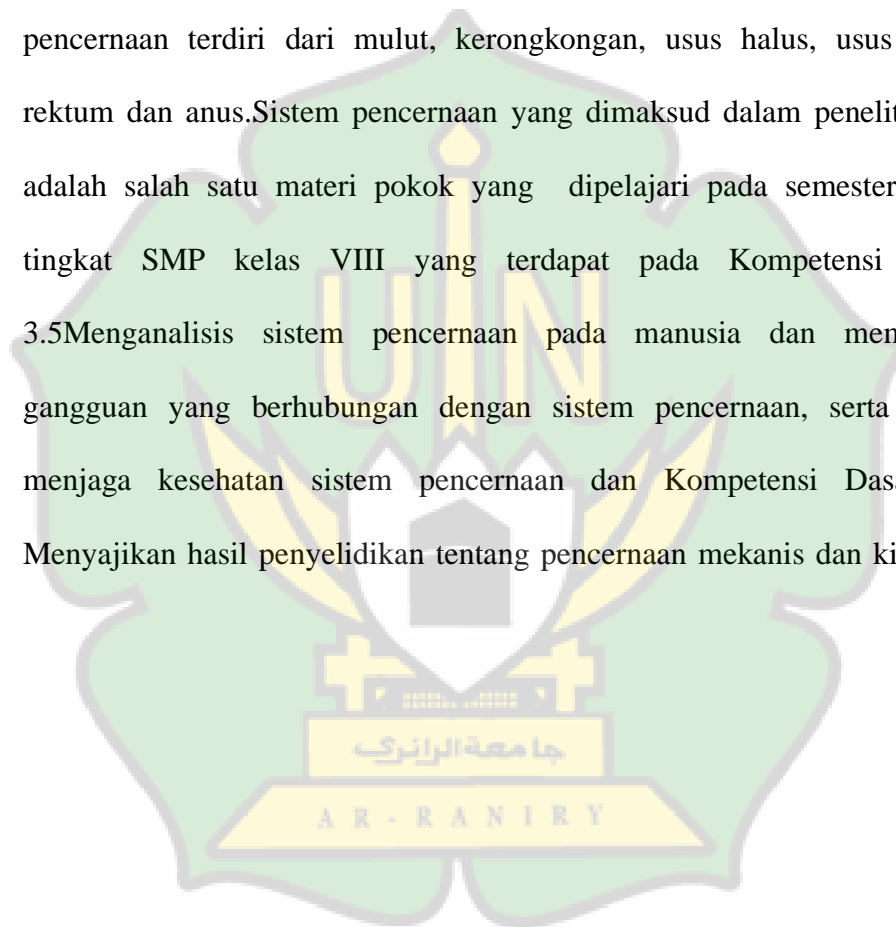 pencernaan terdiri dari mulut, kerongkongan, usus halus, usus
rektum dan anus.Sistem pencernaan yang dimaksud dalam penelit
adalah salah satu materi pokok yang dipelajari pada semester
tingkat SMP kelas VIII yang terdapat pada Kompetensi
3.5Menganalisis sistem pencernaan pada manusia dan mem
gangguan yang berhubungan dengan sistem pencernaan, serta
menjaga kesehatan sistem pencernaan dan Kompetensi Das
Menyajikan hasil penyelidikan tentang pencernaan mekanis dan ki
UIN
جامعة الرانري
AR-RANIRY